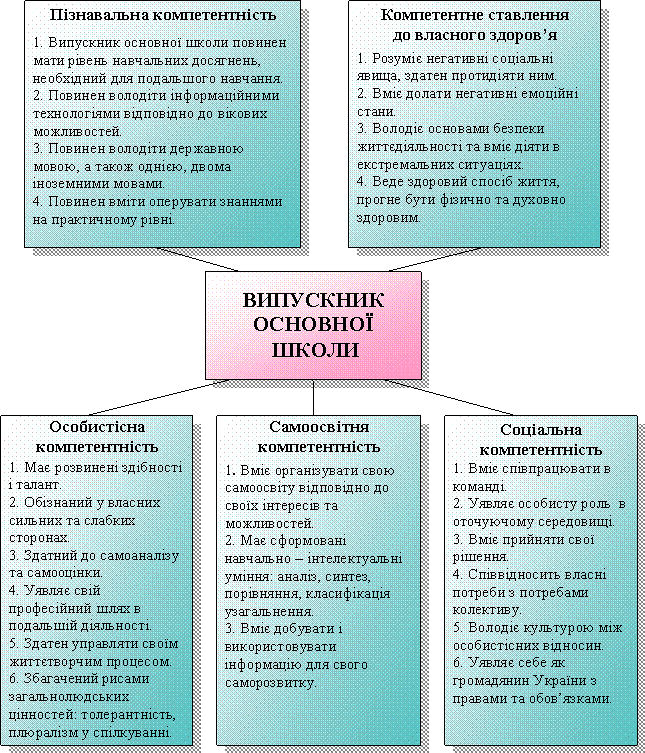 Пізнавальна компетентність
1. Випускник основної школи повинен
мати рівень навчальних досягнень,
необхідний для подальшого навчання.
2. Повинен володіти інформаційними
технологіями відповідно до вікових
можливостей.
3. Повинен володіти державною
мовою, а також однією, двома
іноземними мовами.
4. Повинен вміти оперувати знаннями
на практичному рівні.
Компетентне ставлення
до власного здоров’я
1. Розуміє негативні соціальні
явища, здатен протидіяти ним.
2. Вміє долати негативні емоційні
стани.
3. Володіє основами безпеки
життєдіяльності та вміє діяти в
екстремальних ситуаціях.
4. Веде здоровий спосіб життя,
прогне бути фізично та духовно
здоровим.
ВИПУСКНИК
ОСНОВНОЇ
ШКОЛИ
Особистісна
компетентність
1. Має розвинені здібності
і талант.
2. Обізнаний у власних
сильних та слабких
сторонах.
3. Здатний до самоаналізу
та самооцінки.
4. Уявляє свій
професійний шлях в
подальшій діяльності.
5. Здатен управляти своїм
життєтворчим процесом.
6. Збагачений рисами
загальнолюдських
цінностей: толерантність,
плюралізм у спілкуванні.
Самоосвітня
компетентність
1. Вміє організувати свою
самоосвіту відповідно до
своїх інтересів та
можливостей.
2. Має сформовані
навчально – інтелектуальні
уміння: аналіз, синтез,
порівняння, класифікація
узагальнення.
3. Вміє добувати і
використовувати
інформацію для свого
саморозвитку.
Соціальна
компетентність
1. Вміє співпрацювати в
команді.
2. Уявляє особисту роль в
оточуючому середовищі.
3. Вміє прийняти свої
рішення.
4. Співвідносить власні
потреби з потребами
колективу.
5. Володіє культурою між
особистісних відносин.
6. Уявляє себе як
громадянин України з
правами та обов’язками.